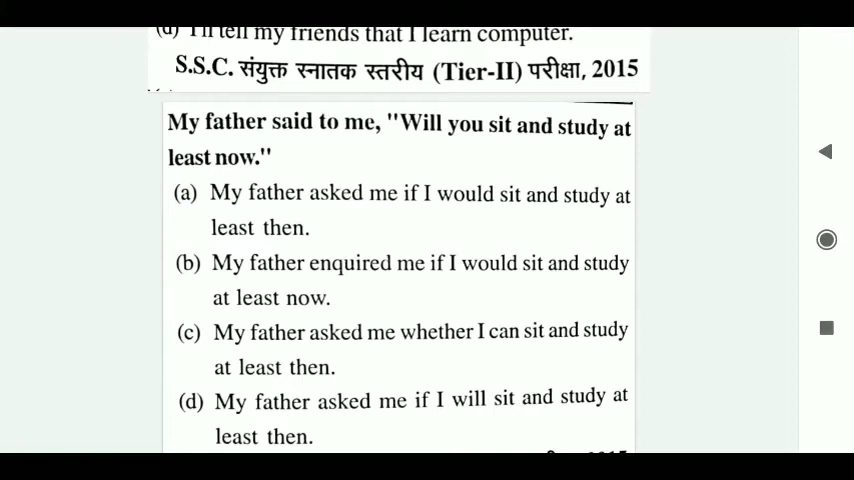 (d) I'll tell my friends that I learn computer.
S.S.C. संयुक्त स्नातक स्तरीय (Tier-II) परीक्षा, 2015
My father said to me, "Will you sit and study at
least now."
(a) My father asked me if I would sit and study at
least then.
(b) My father enquired me if I would sit and study
at least now.
(c) My father asked me whether I can sit and study
at least then.
(d) My father asked me if I will sit and study at
least then.
2015